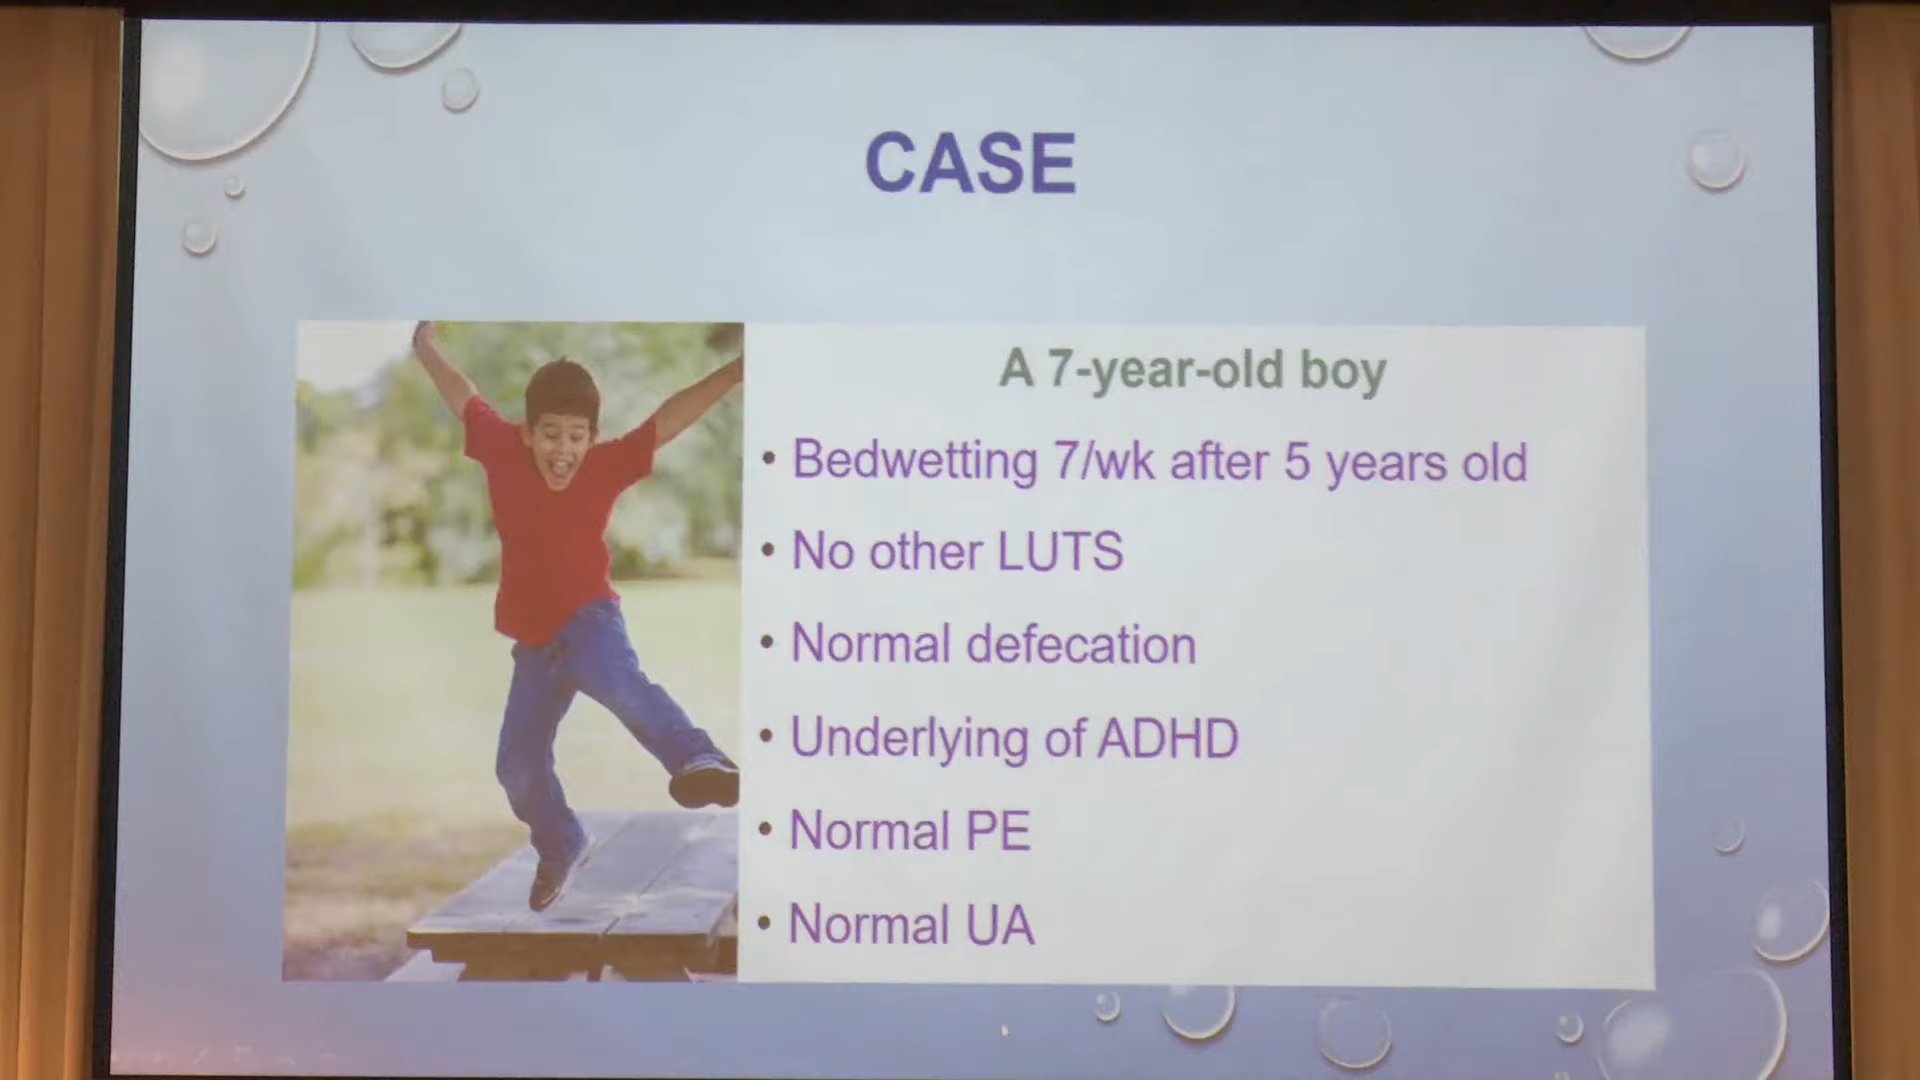 CASE
A 7-year-old boy
• Bedwetting 7/wk after 5 years old
• No other LUTS
• Normal defecation
• Underlying of ADHD
• Normal PE
• Normal UA